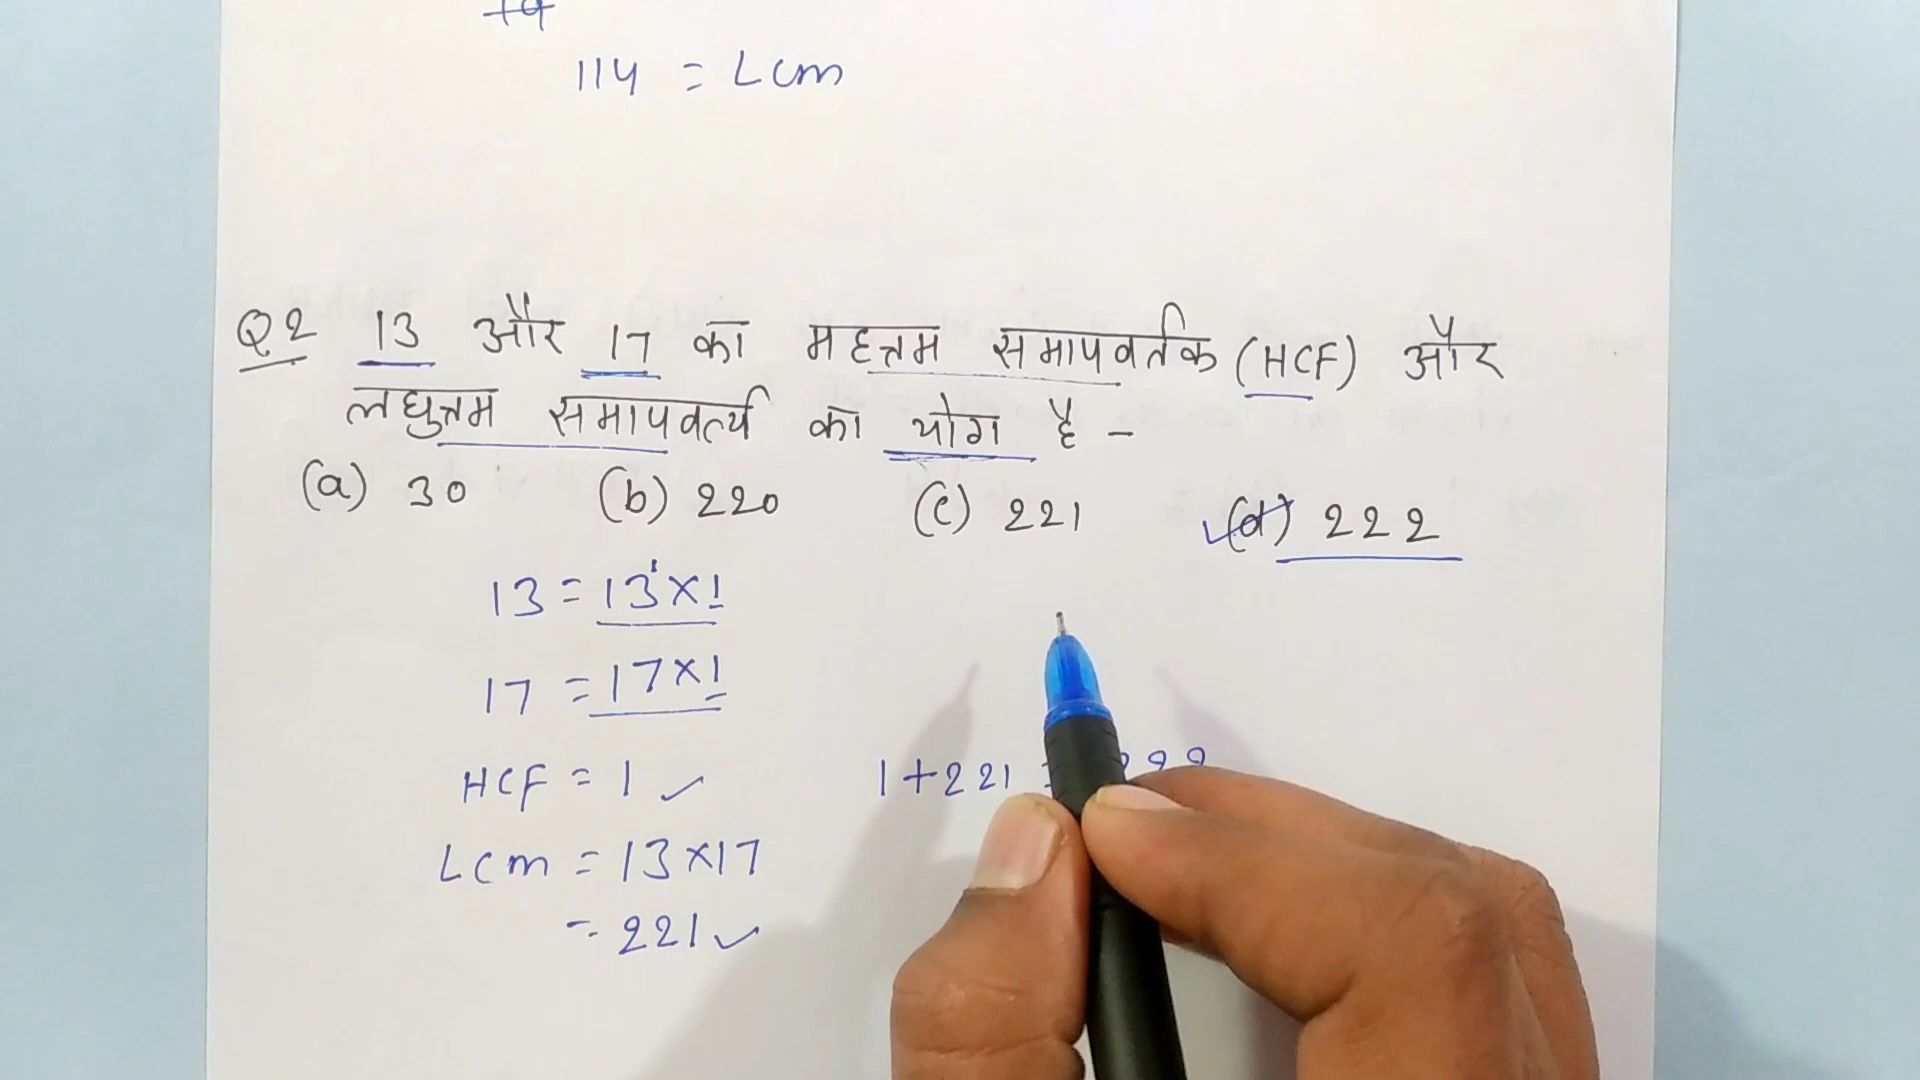 114 = Lcm
Q2 13 और 17 का महत्तम समापवर्तक (HCF) और
लघुत्तम समापवर्त्य का योग है -
(a) 30 (b) 220 (c) 221 (d) 222
13 = 13 × 1
17 = 17 × 1
HCF = 1 ✓ 1 + 221 = 222
Lcm = 13 × 17
= 221 ✓